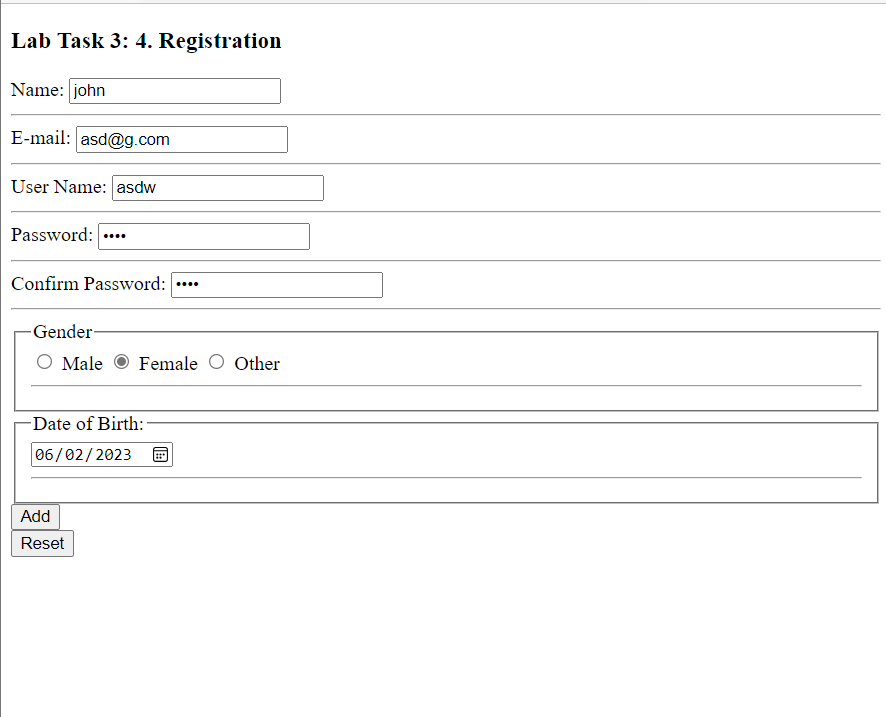 Lab Task 3: 4. Registration
Name: john
E-mail: asd@g.com
User Name: asdw
Password: ••••
Confirm Password: ••••
Gender
Male Female Other
Date of Birth:
06/02/2023
Add
Reset